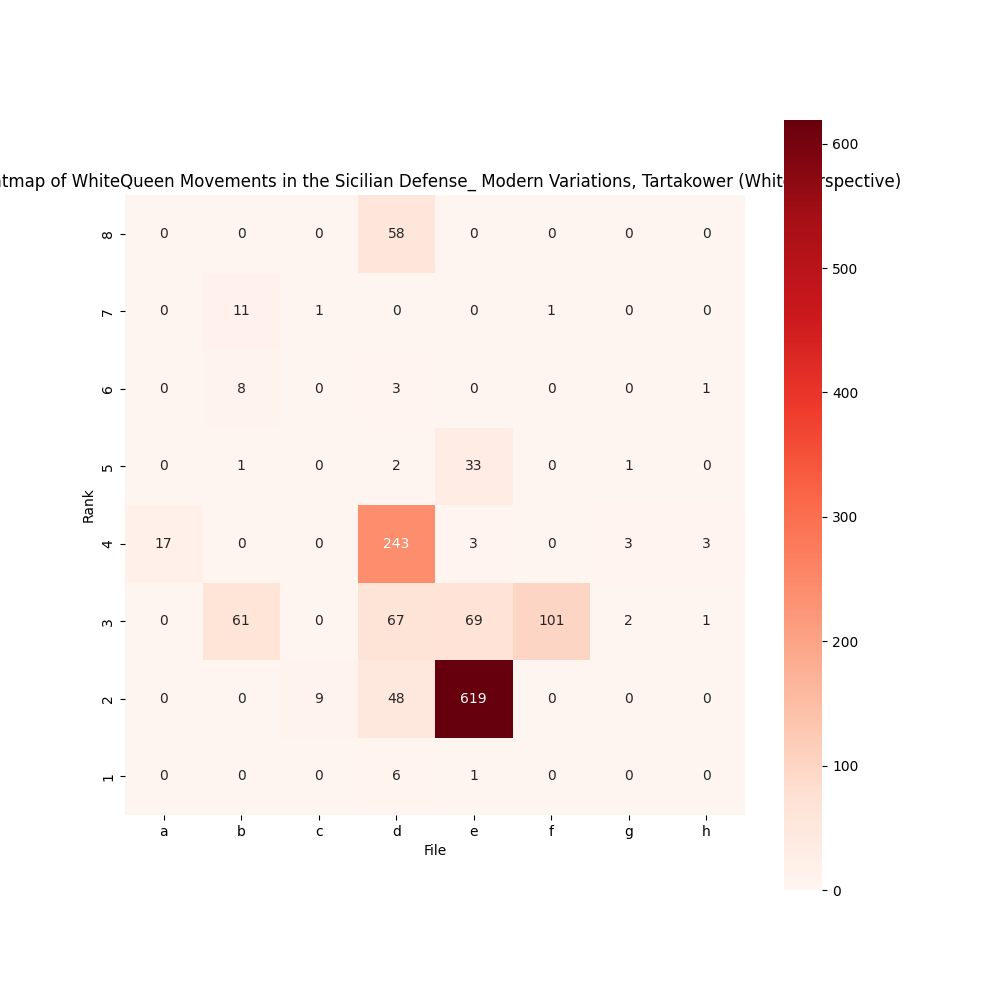 tmap of WhiteQueen Movements in the Sicilian Defense_ Modern Variations, Tartakower (Whit rspective)
8 0 0 0 58 0 0 0 0
7 0 11 1 0 0 1 0 0
6 0 8 0 3 0 0 0 1
5 0 1 0 2 33 0 1 0
4 17 0 0 243 3 0 3 3
3 0 61 0 67 69 101 2 1
2 0 0 9 48 619 0 0 0
1 0 0 0 6 1 0 0 0
a b c d e f g h
File
Rank
600
500
400
300
200
100
0